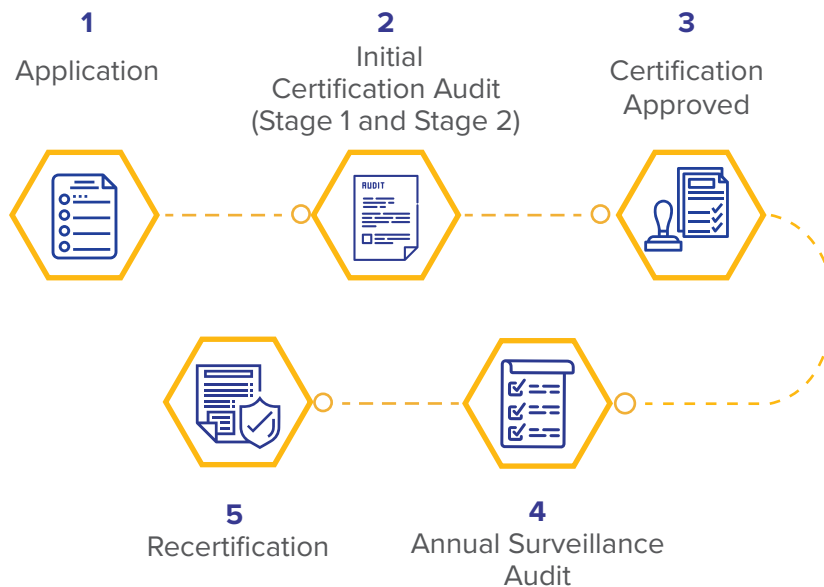 1
Application
2
Initial
Certification Audit
(Stage 1 and Stage 2)
3
Certification
Approved
AUDIT
5
Recertification
4
Annual Surveillance
Audit